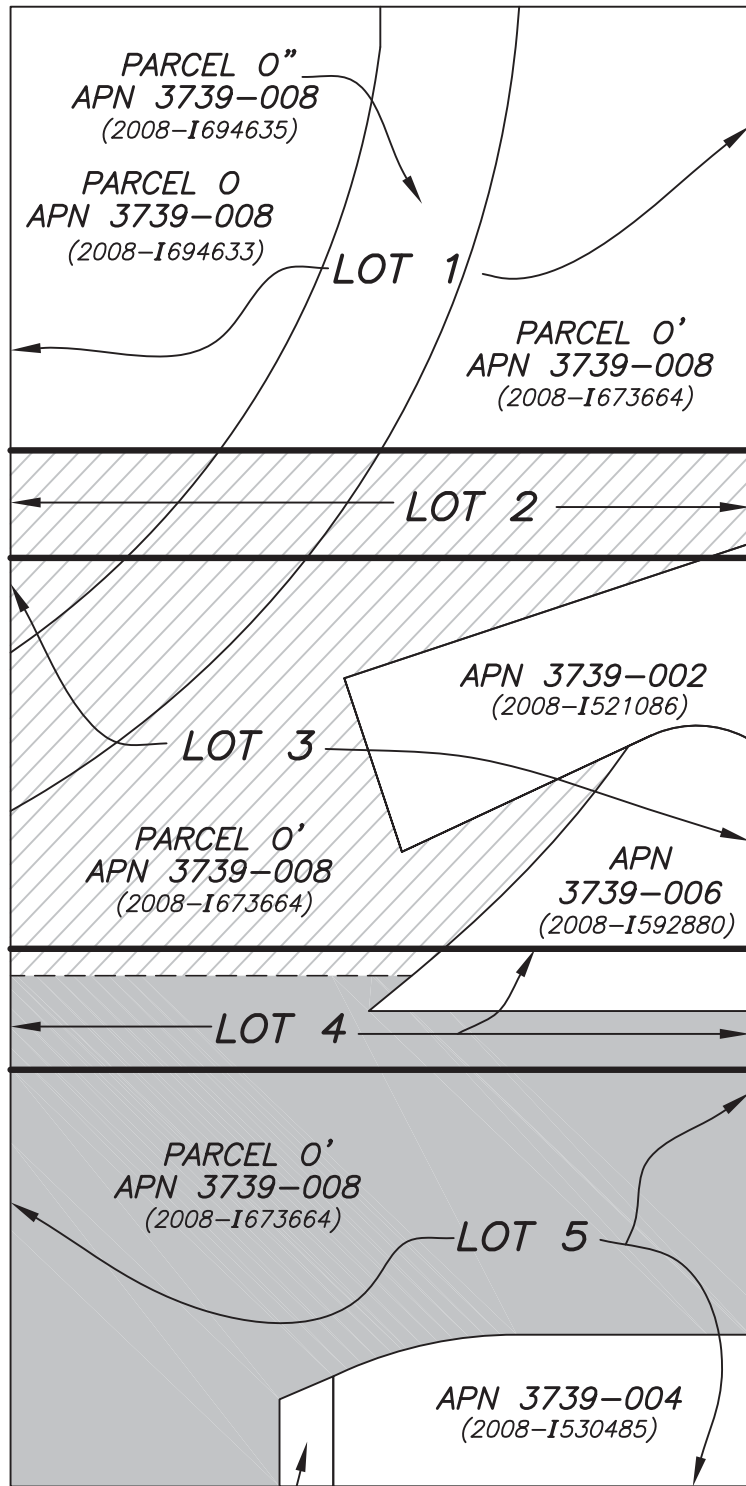 PARCEL O"
APN 3739-008
(2008-I694635)
PARCEL O
APN 3739-008
(2008-I694633)
LOT 1
PARCEL O'
APN 3739-008
(2008-I673664)
LOT 2
APN 3739-002
(2008-I521086)
LOT 3
PARCEL O'
APN 3739-008
(2008-I673664)
APN
3739-006
(2008-I592880)
LOT 4
PARCEL O'
APN 3739-008
(2008-I673664)
LOT 5
APN 3739-004
(2008-I530485)